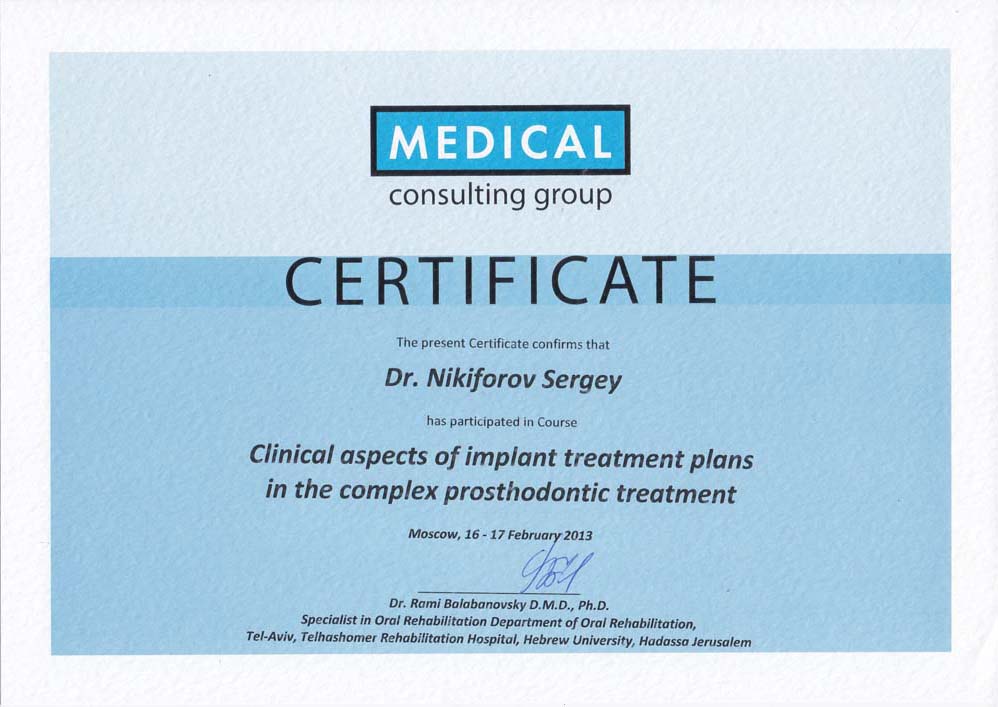 MEDICAL
consulting group
CERTIFICATE
The present Certificate confirms that
Dr. Nikiforov Sergey
has participated in Course
Clinical aspects of implant treatment plans
in the complex prosthodontic treatment
Moscow, 16 - 17 February 2013
Dr. Rami Balabanovsky D.M.D., Ph.D.
Specialist in Oral Rehabilitation Department of Oral Rehabilitation,
Tel-Aviv, Telhashomer Rehabilitation Hospital, Hebrew University, Hadassa Jerusalem